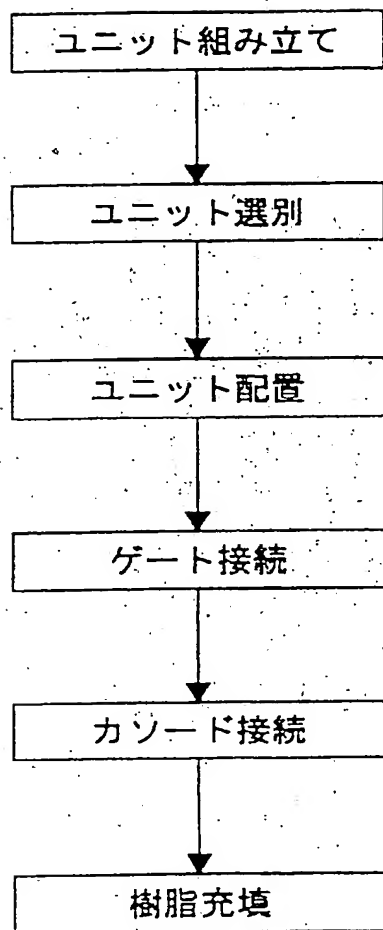 ユニット組み立て
ユニット選別
ユニット配置
ゲート接続
カソード接続
樹脂充填